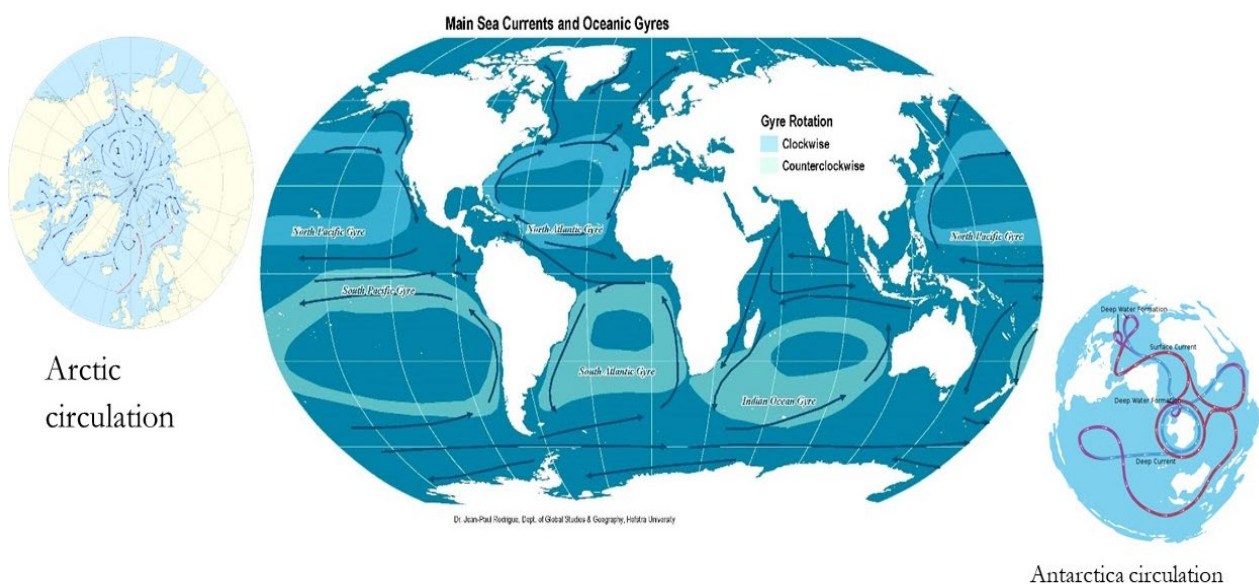 Main Sea Currents and Oceanic Gyres
Gyre Rotation
Clockwise
Counterclockwise
North Pacific Gyre
North Atlantic Gyre
North Pacific Gyre
South Pacific Gyre
South Atlantic Gyre
Indian Ocean Gyre
Dr. Jean-Paul Rodrigue, Dept. of Global Studies & Geography, Hofstra University
Arctic
circulation
Deep Water Formation
Surface Current
Deep Water Formation
Deep Current
Antarctica circulation